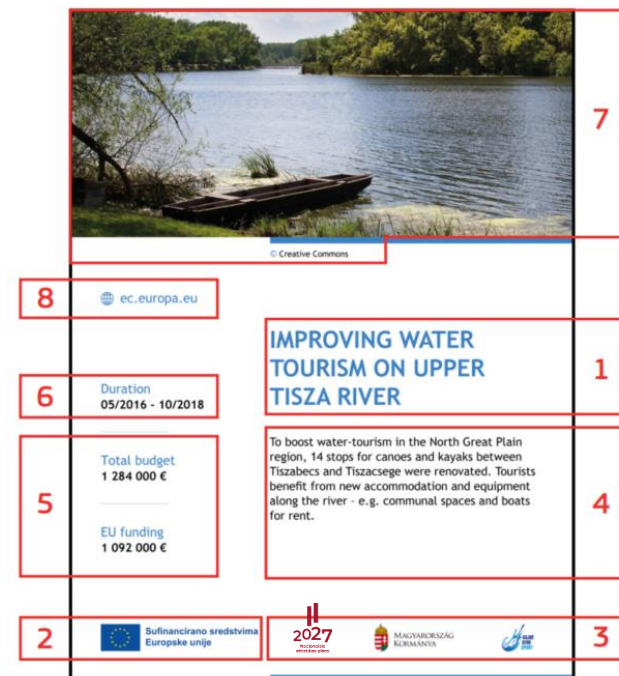 7
© Creative Commons
8
ec.europa.eu
IMPROVING WATER
TOURISM ON UPPER
TISZA RIVER
1
6
Duration
05/2016 - 10/2018
5
Total budget
1 284 000 €
EU funding
1 092 000 €
To boost water-tourism in the North Great Plain
region, 14 stops for canoes and kayaks between
Tiszabecs and Tiszacsege were renovated. Tourists
benefit from new accommodation and equipment
along the river - e.g. communal spaces and boats
for rent.
4
2
Sufinancirano sredstvima
Europske unije
2027
Nacionālais
attīstības plāns
MAGYARORSZÁG
KORMÁNYA
3